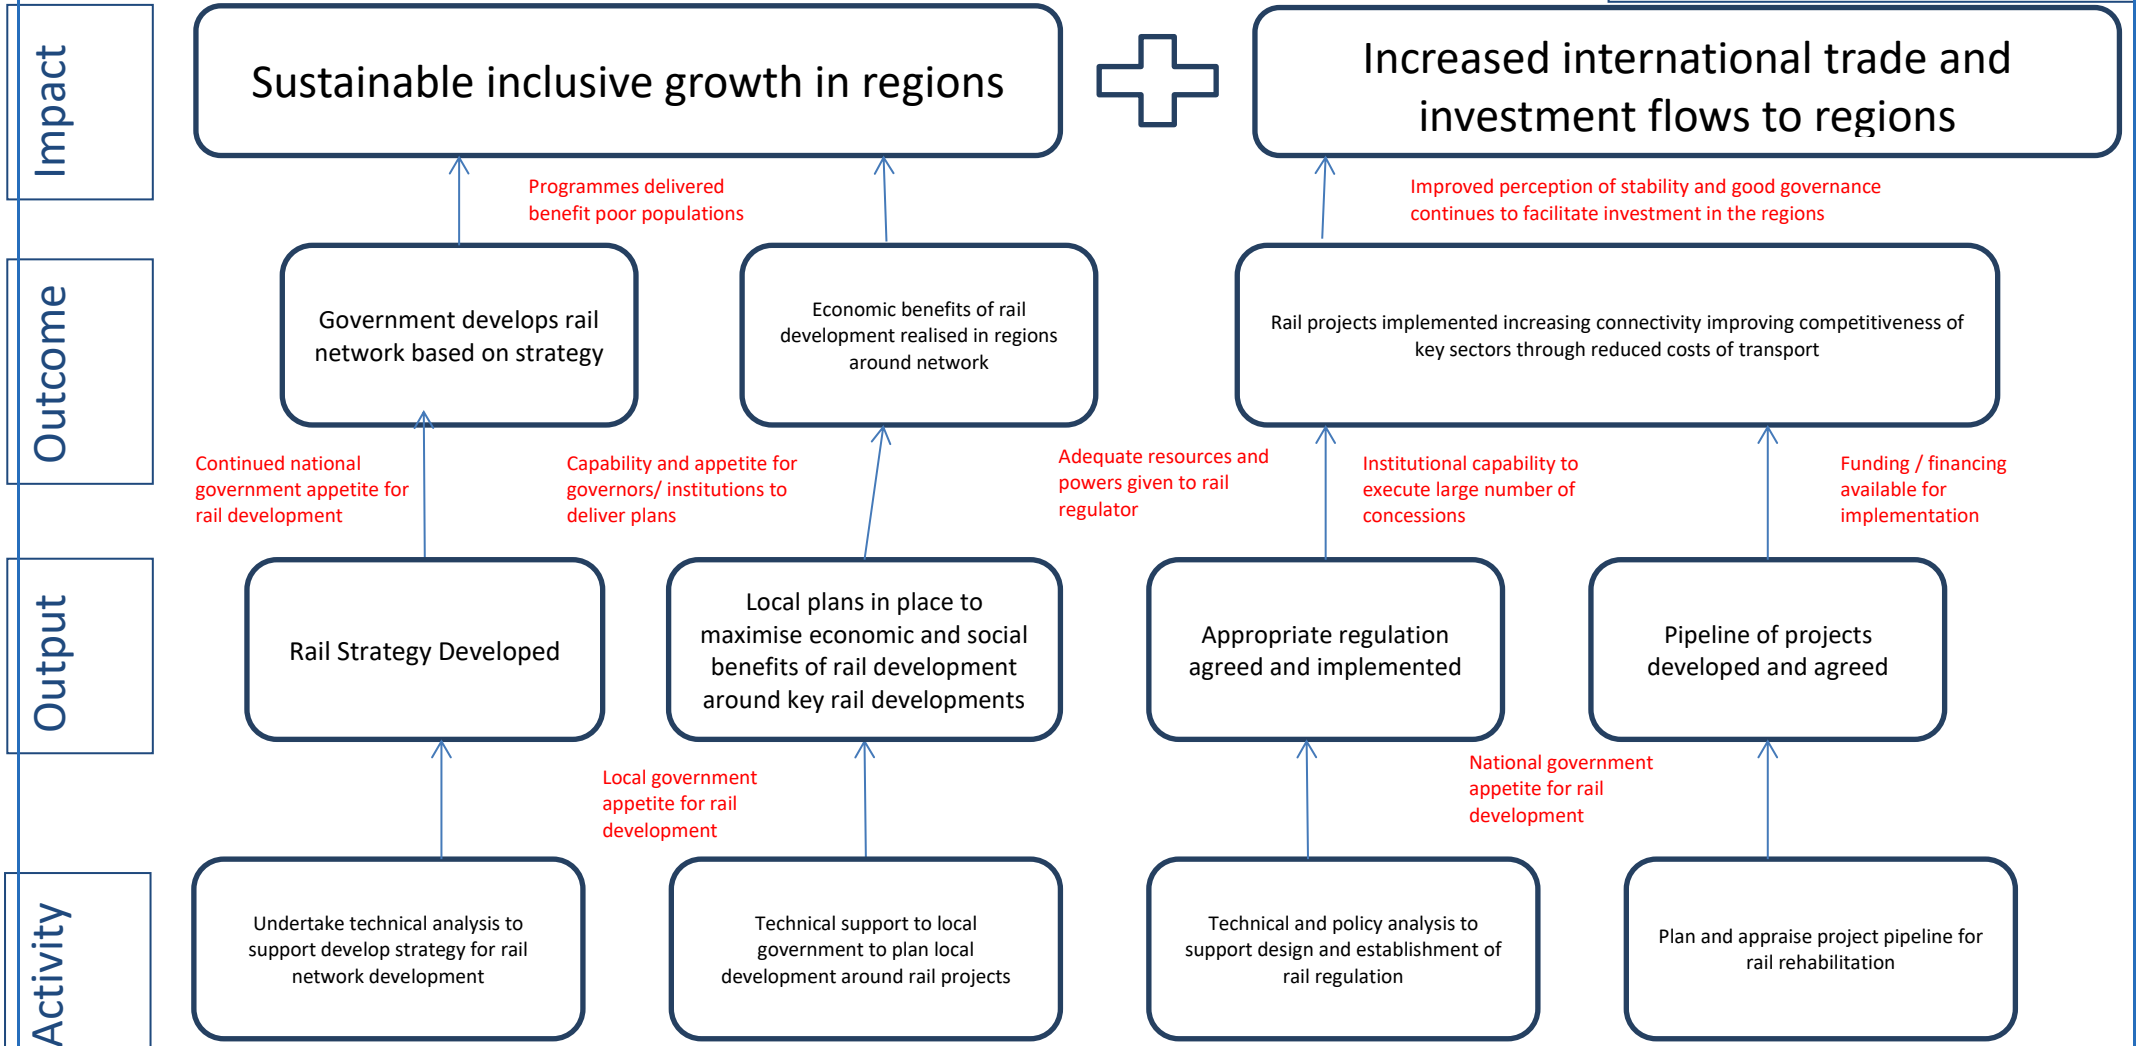 Impact
Sustainable inclusive growth in regions
Increased international trade and
investment flows to regions
Programmes delivered
benefit poor populations
Improved perception of stability and good governance
continues to facilitate investment in the regions
Outcome
Government develops rail
network based on strategy
Economic benefits of rail
development realised in regions
around network
Rail projects implemented increasing connectivity improving competitiveness of
key sectors through reduced costs of transport
Continued national
government appetite for
rail development
Capability and appetite for
governors/ institutions to
deliver plans
Adequate resources and
powers given to rail
regulator
Institutional capability to
execute large number of
concessions
Funding / financing
available for
implementation
Output
Rail Strategy Developed
Local plans in place to
maximise economic and social
benefits of rail development
around key rail developments
Appropriate regulation
agreed and implemented
Pipeline of projects
developed and agreed
Local government
appetite for rail
development
National government
appetite for rail
development
Activity
Undertake technical analysis to
support develop strategy for rail
network development
Technical support to local
government to plan local
development around rail projects
Technical and policy analysis to
support design and establishment of
rail regulation
Plan and appraise project pipeline for
rail rehabilitation